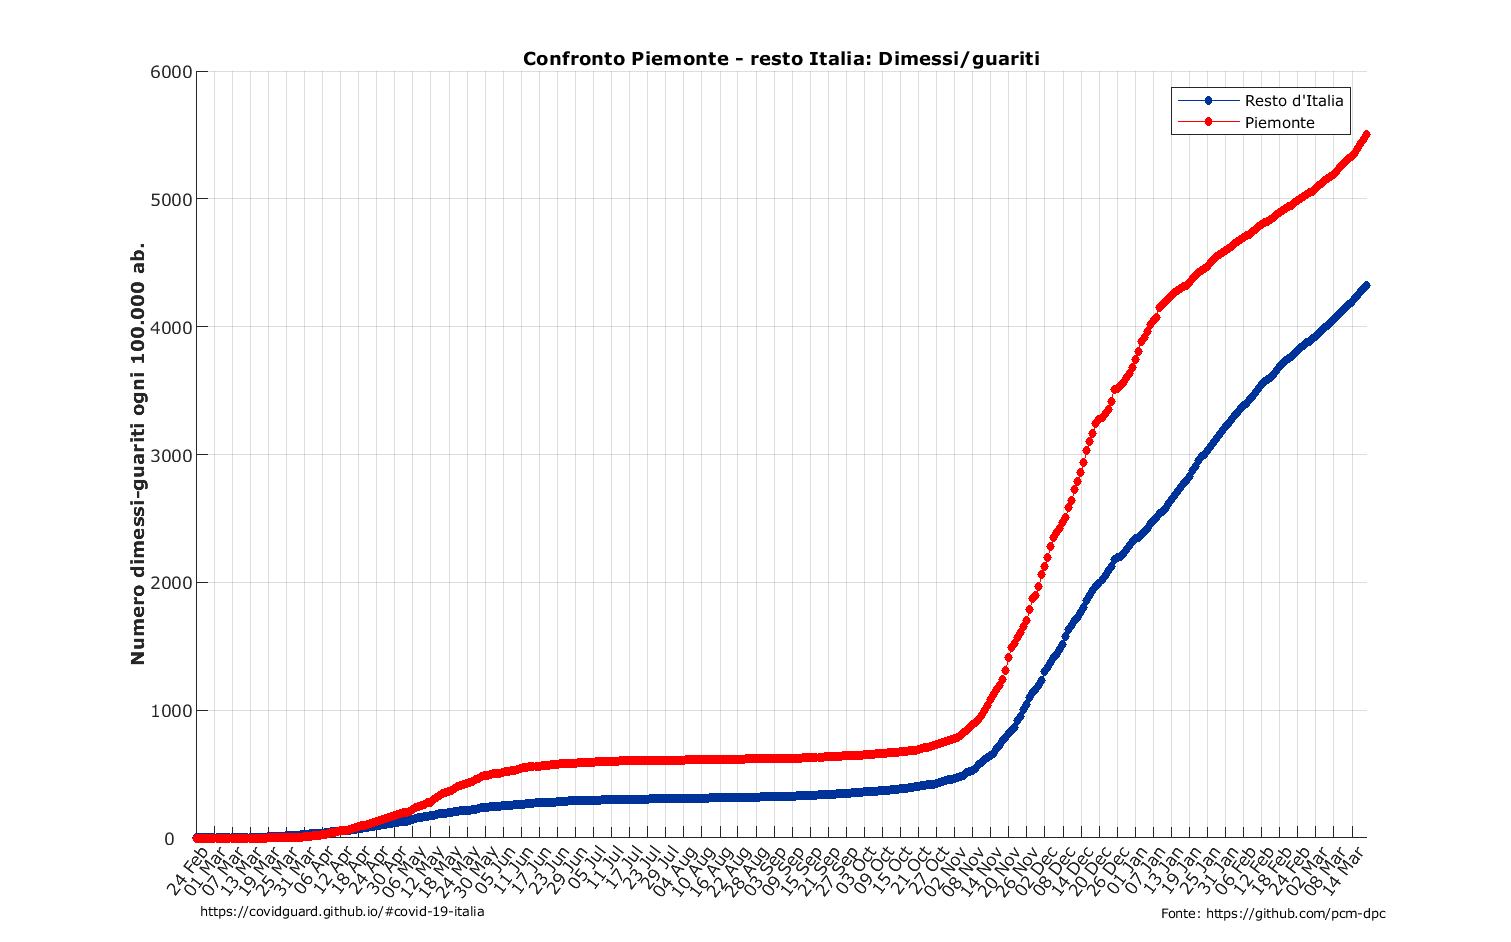 Confronto Piemonte - resto Italia: Dimessi/guariti
Resto d'Italia
Piemonte
Numero dimessi-guariti ogni 100.000 ab.
6000
5000
4000
3000
2000
1000
0
24 Feb
01 Mar
07 Mar
13 Mar
19 Mar
25 Mar
31 Mar
06 Apr
12 Apr
18 Apr
24 Apr
30 Apr
06 May
12 May
18 May
24 May
30 May
05 Jun
11 Jun
17 Jun
23 Jun
29 Jun
05 Jul
11 Jul
17 Jul
23 Jul
29 Jul
04 Aug
10 Aug
16 Aug
22 Aug
28 Aug
03 Sep
09 Sep
15 Sep
21 Sep
27 Sep
03 Oct
09 Oct
15 Oct
21 Oct
27 Oct
02 Nov
08 Nov
14 Nov
20 Nov
26 Nov
02 Dec
08 Dec
14 Dec
20 Dec
26 Dec
01 Jan
07 Jan
13 Jan
19 Jan
25 Jan
31 Jan
06 Feb
12 Feb
18 Feb
24 Feb
02 Mar
08 Mar
14 Mar
https://covidguard.github.io/#covid-19-italia
Fonte: https://github.com/pcm-dpc